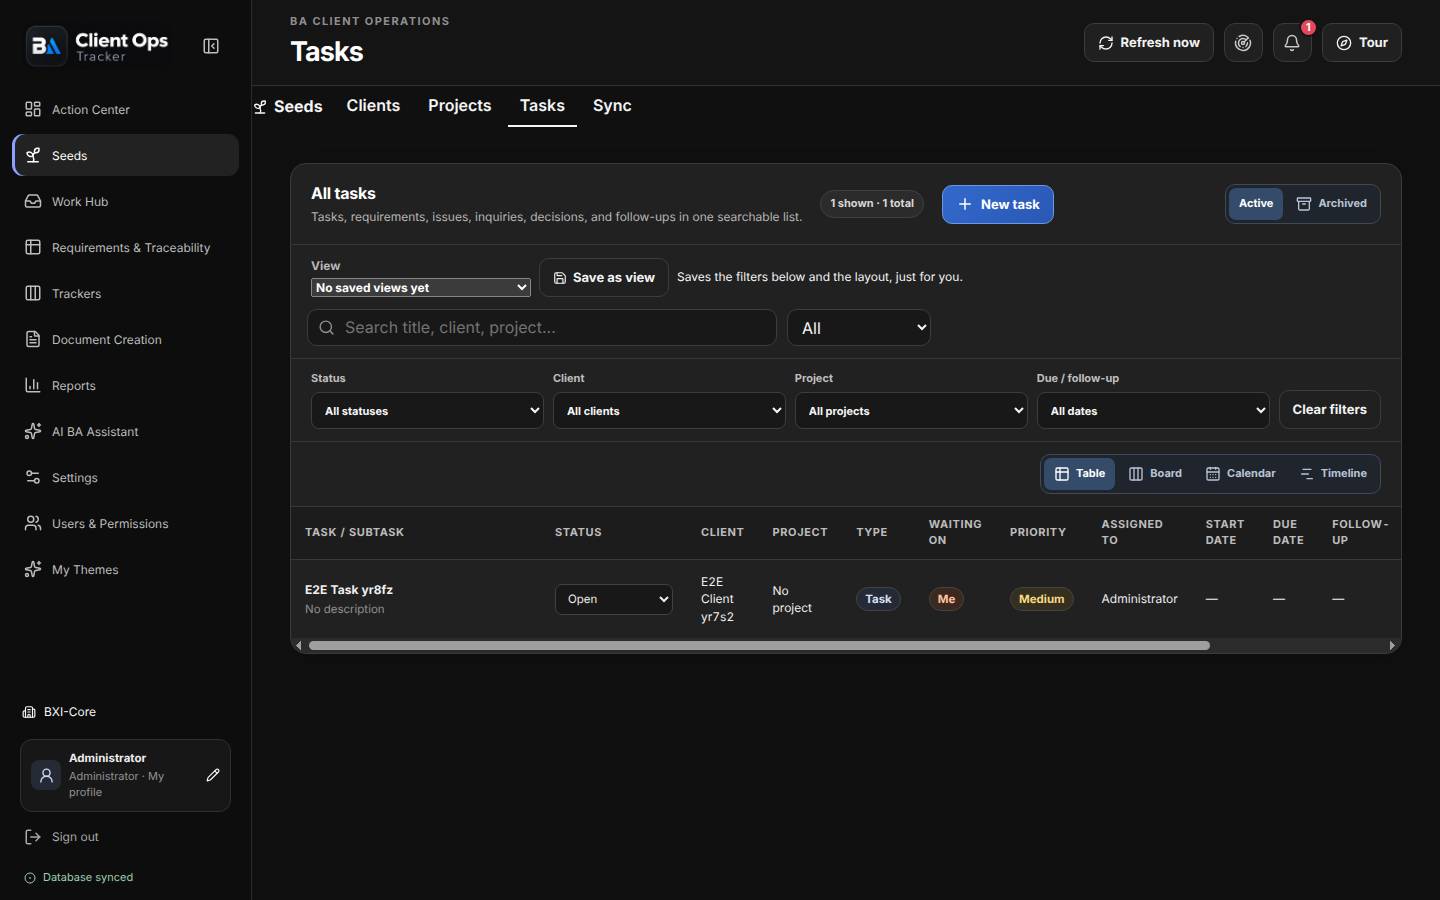 BA Client Ops
Tracker
Action Center
Seeds
Work Hub
Requirements & Traceability
Trackers
Document Creation
Reports
AI BA Assistant
Settings
Users & Permissions
My Themes
BXI-Core
Administrator
Administrator · My
profile
Sign out
Database synced
BA CLIENT OPERATIONS
Tasks
Refresh now
1
Tour
Seeds Clients Projects Tasks Sync
All tasks
Tasks, requirements, issues, inquiries, decisions, and follow-ups in one searchable list.
1 shown · 1 total
New task
Active Archived
View
No saved views yet
Save as view
Saves the filters below and the layout, just for you.
Search title, client, project...
All
Status Client Project Due / follow-up
All statuses All clients All projects All dates Clear filters
Table Board Calendar Timeline
TASK / SUBTASK STATUS CLIENT PROJECT TYPE WAITING ON PRIORITY ASSIGNED TO START DATE DUE DATE FOLLOW-UP
E2E Task yr8fz
No description
Open
E2E
Client
yr7s2
No
project
Task
Me
Medium
Administrator
— — —